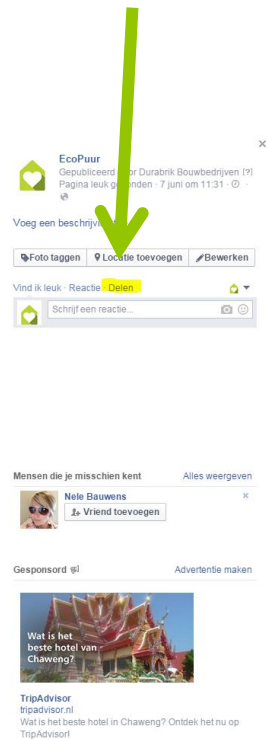 EcoPuur
Gepubliceerd door Durabrik Bouwbedrijven [?]
Pagina leuk gevonden · 7 juni om 11:31 ·
Voeg een beschrijving
Foto taggen Locatie toevoegen Bewerken
Vind ik leuk · Reactie · Delen
Schrijf een reactie...
Mensen die je misschien kent Alles weergeven
Nele Bauwens
Vriend toevoegen
Gesponsord Advertentie maken
Wat is het
beste hotel van
Chaweng?
TripAdvisor
tripadvisor.nl
Wat is het beste hotel in Chaweng? Ontdek het nu op
TripAdvisor!